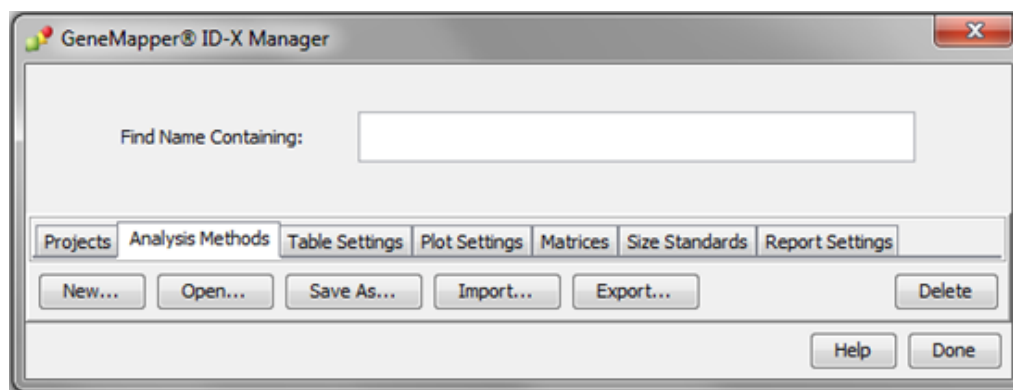 GeneMapper® ID-X Manager
Find Name Containing:
Projects Analysis Methods Table Settings Plot Settings Matrices Size Standards Report Settings
New... Open... Save As... Import... Export... Delete
Help Done